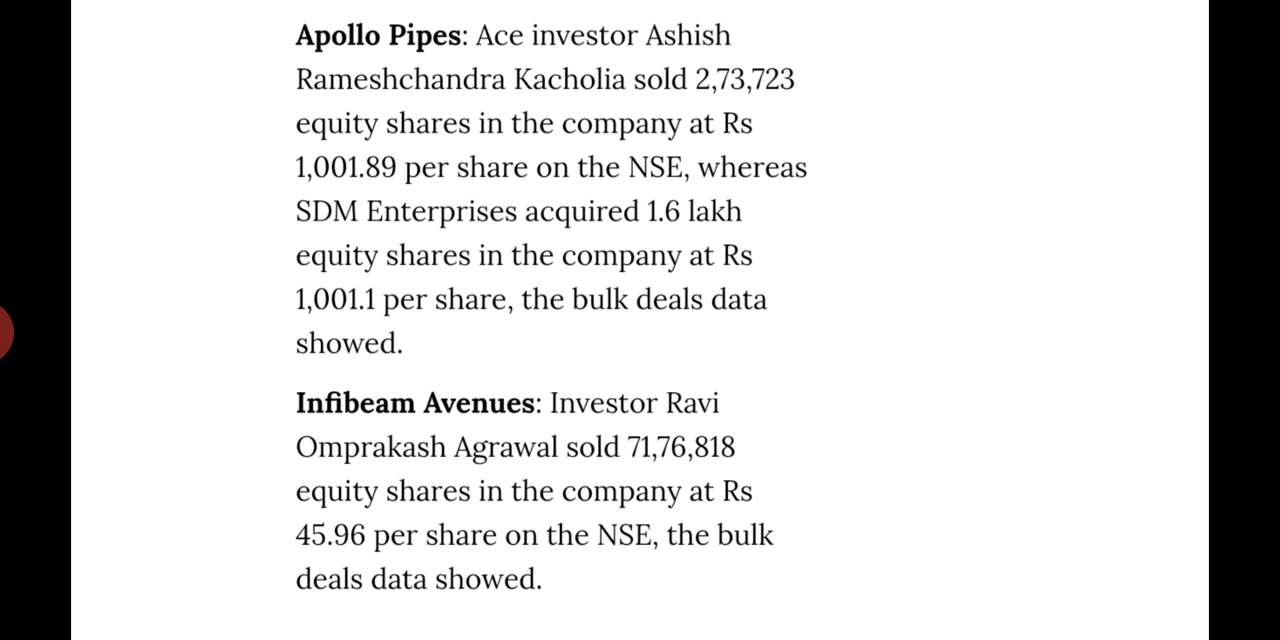 Apollo Pipes: Ace investor Ashish
Rameshchandra Kacholia sold 2,73,723
equity shares in the company at Rs
1,001.89 per share on the NSE, whereas
SDM Enterprises acquired 1.6 lakh
equity shares in the company at Rs
1,001.1 per share, the bulk deals data
showed.
Infibeam Avenues: Investor Ravi
Omprakash Agrawal sold 71,76,818
equity shares in the company at Rs
45.96 per share on the NSE, the bulk
deals data showed.